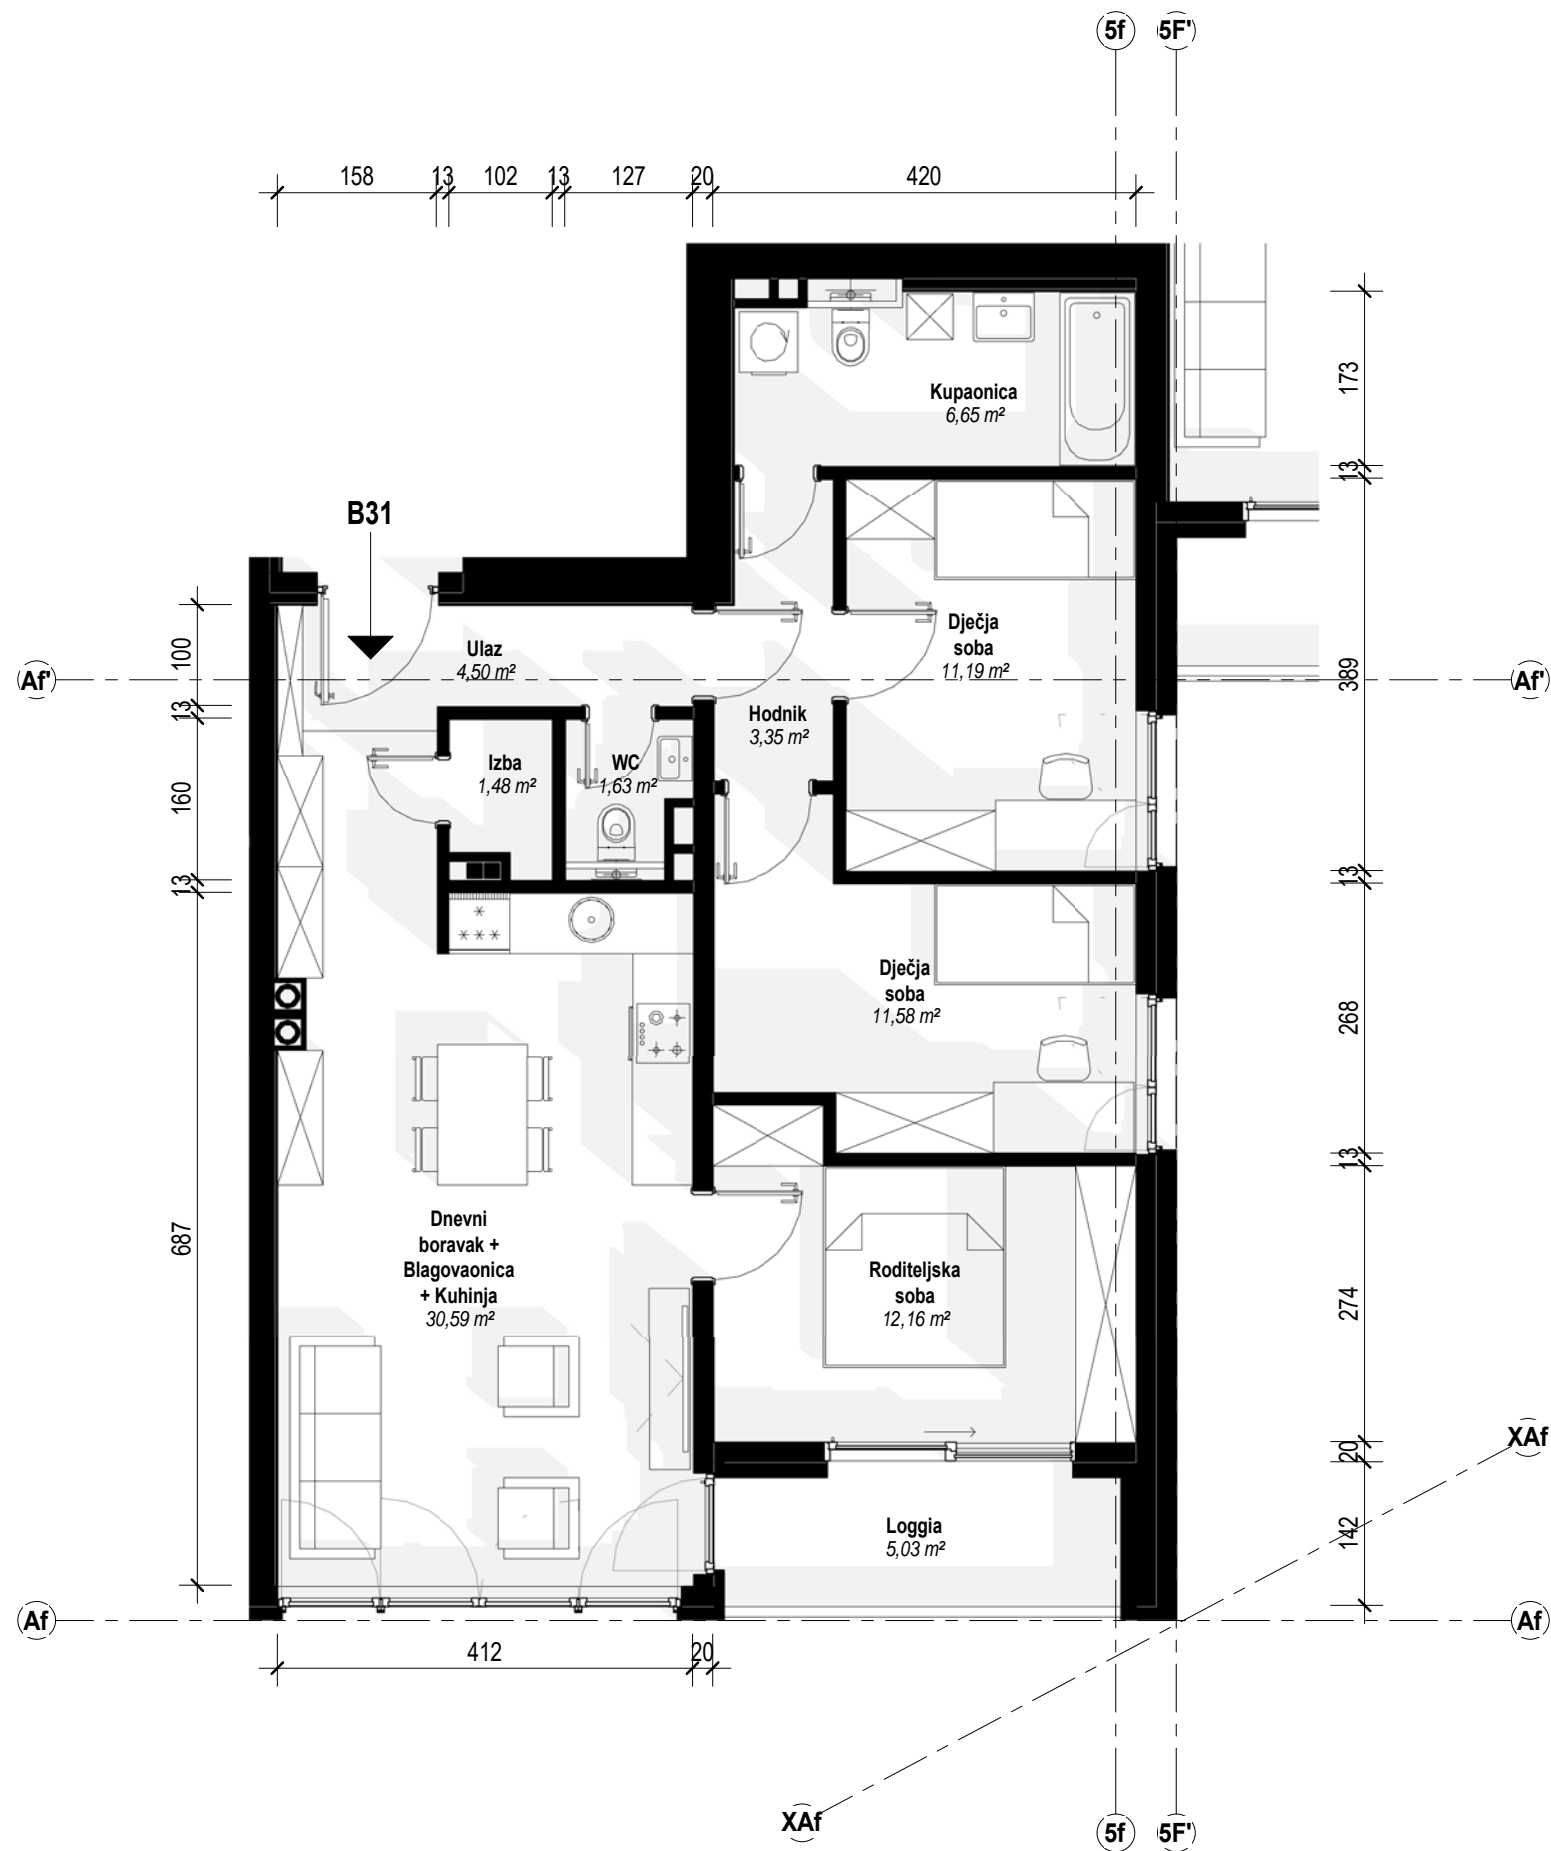 5f
5F'
158
13
102
13
127
20
420
173
13
389
13
268
13
274
20
142
100
13
160
13
687
B31
Kupaonica
6,65 m²
Ulaz
4,50 m²
Dječja
soba
11,19 m²
Af'
Af'
Hodnik
3,35 m²
Izba
1,48 m²
WC
1,63 m²
Dječja
soba
11,58 m²
Dnevni
boravak +
Blagovaonica
+ Kuhinja
30,59 m²
Roditeljska
soba
12,16 m²
XAf
Loggia
5,03 m²
Af
Af
412
20
XAf
5f
5F'